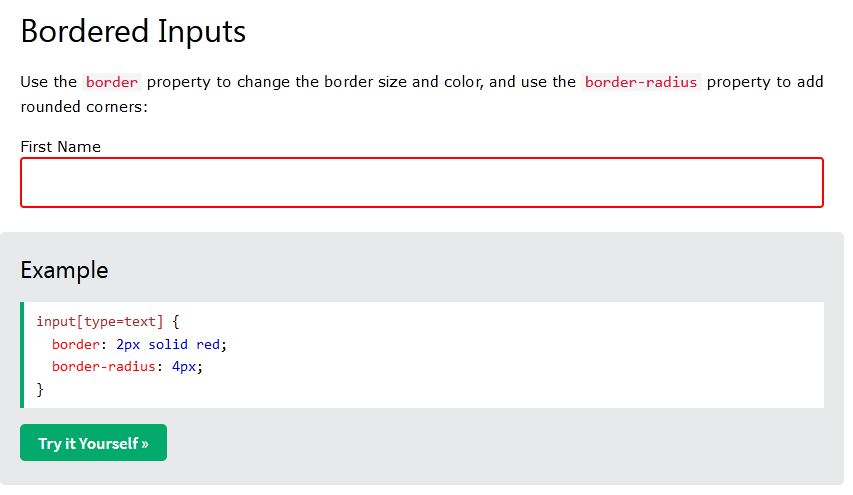 Bordered Inputs
Use the border property to change the border size and color, and use the border-radius property to add
rounded corners:
First Name
Example
input[type=text] {
  border: 2px solid red;
  border-radius: 4px;
}
Try it Yourself »